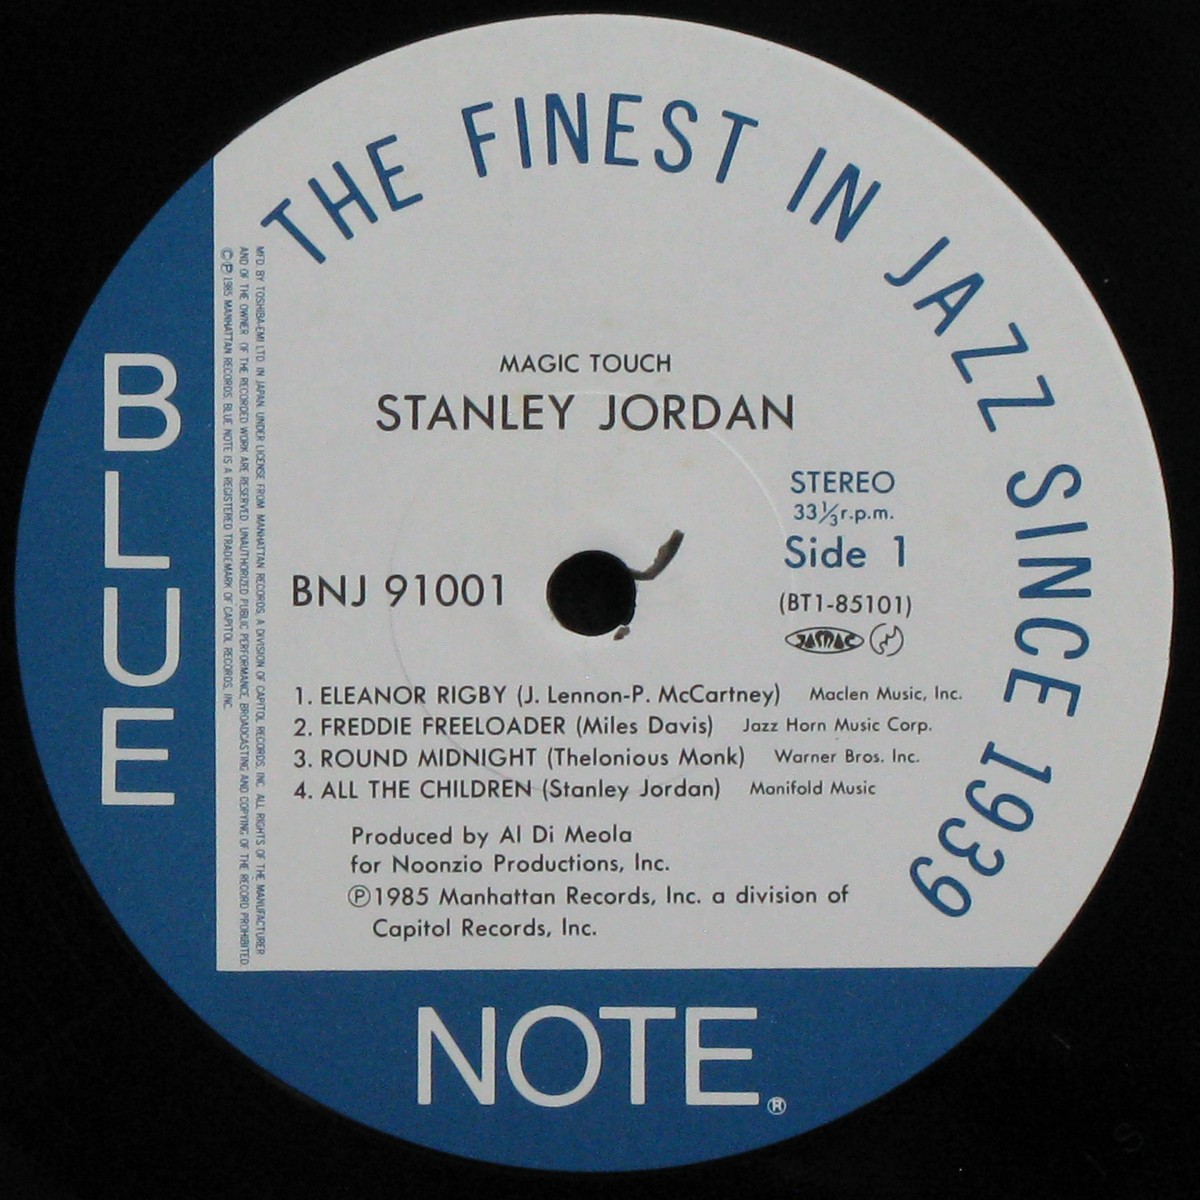 THE FINEST IN JAZZ SINCE 1939
MAGIC TOUCH
STANLEY JORDAN
STEREO
33⅓r.p.m.
Side 1
BNJ 91001
(BT1-85101)
JAMAC
1. ELEANOR RIGBY (J. Lennon-P. McCartney) Maclen Music, Inc.
2. FREDDIE FREELOADER (Miles Davis) Jazz Horn Music Corp.
3. ROUND MIDNIGHT (Thelonious Monk) Warner Bros. Inc.
4. ALL THE CHILDREN (Stanley Jordan) Manifold Music
Produced by Al Di Meola
for Noonzio Productions, Inc.
Ⓟ1985 Manhattan Records, Inc. a division of
Capitol Records, Inc.
MFD BY TOSHIBA-EMI LTD. IN JAPAN. UNDER LICENSE FROM MANHATTAN RECORDS, A DIVISION OF CAPITOL RECORDS, INC. ALL RIGHTS OF THE MANUFACTURER
AND OF THE OWNER OF THE RECORDED WORK ARE RESERVED. UNAUTHORIZED PUBLIC PERFORMANCE, BROADCASTING AND COPYING OF THE RECORD PROHIBITED.
©Ⓟ1985 MANHATTAN RECORDS. BLUE NOTE IS A REGISTERED TRADEMARK OF CAPITOL RECORDS, INC.
BLUE
NOTE®